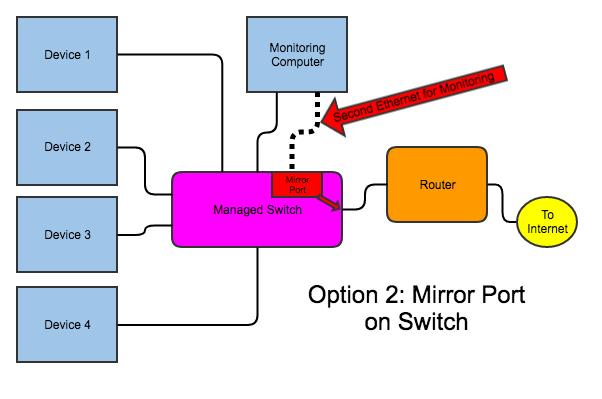 Device 1
Monitoring
Computer
Second Ethernet for Monitoring
Device 2
Mirror
Port
Managed Switch
Router
Device 3
To
Internet
Device 4
Option 2: Mirror Port
on Switch